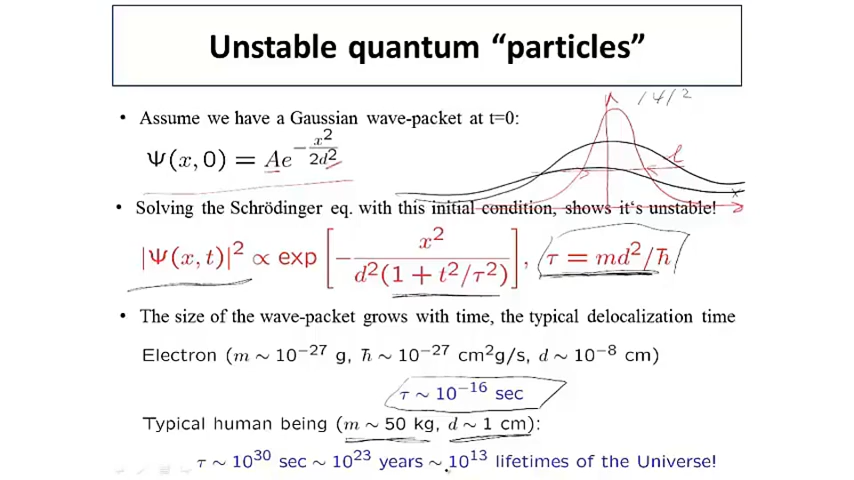 Unstable quantum “particles”
|Ψ|²
• Assume we have a Gaussian wave-packet at t=0:
Ψ(x, 0) = Ae^{−x²/2d²}
x
• Solving the Schrödinger eq. with this initial condition, shows it‘s unstable!
|Ψ(x, t)|² ∝ exp [− x² / d²(1 + t²/τ²)], τ = md²/ℏ
• The size of the wave-packet grows with time, the typical delocalization time
Electron (m ∼ 10⁻²⁷ g, ℏ ∼ 10⁻²⁷ cm²g/s, d ∼ 10⁻⁸ cm)
τ ∼ 10⁻¹⁶ sec
Typical human being (m ∼ 50 kg, d ∼ 1 cm):
τ ∼ 10³⁰ sec ∼ 10²³ years ∼ 10¹³ lifetimes of the Universe!